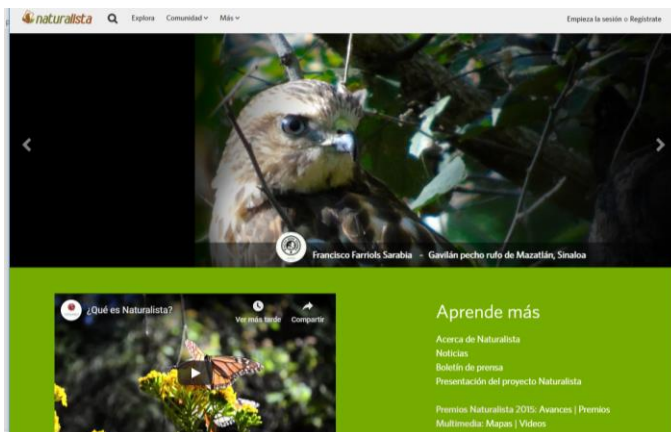 naturalista Explora Comunidad Más Empieza la sesión o Regístrate
Francisco Farriols Sarabia - Gavilán pecho rufo de Mazatlán, Sinaloa
¿Qué es Naturalista? Ver más tarde Compartir
Aprende más
Acerca de Naturalista
Noticias
Boletín de prensa
Presentación del proyecto Naturalista
Premios Naturalista 2015: Avances | Premios
Multimedia: Mapas | Videos